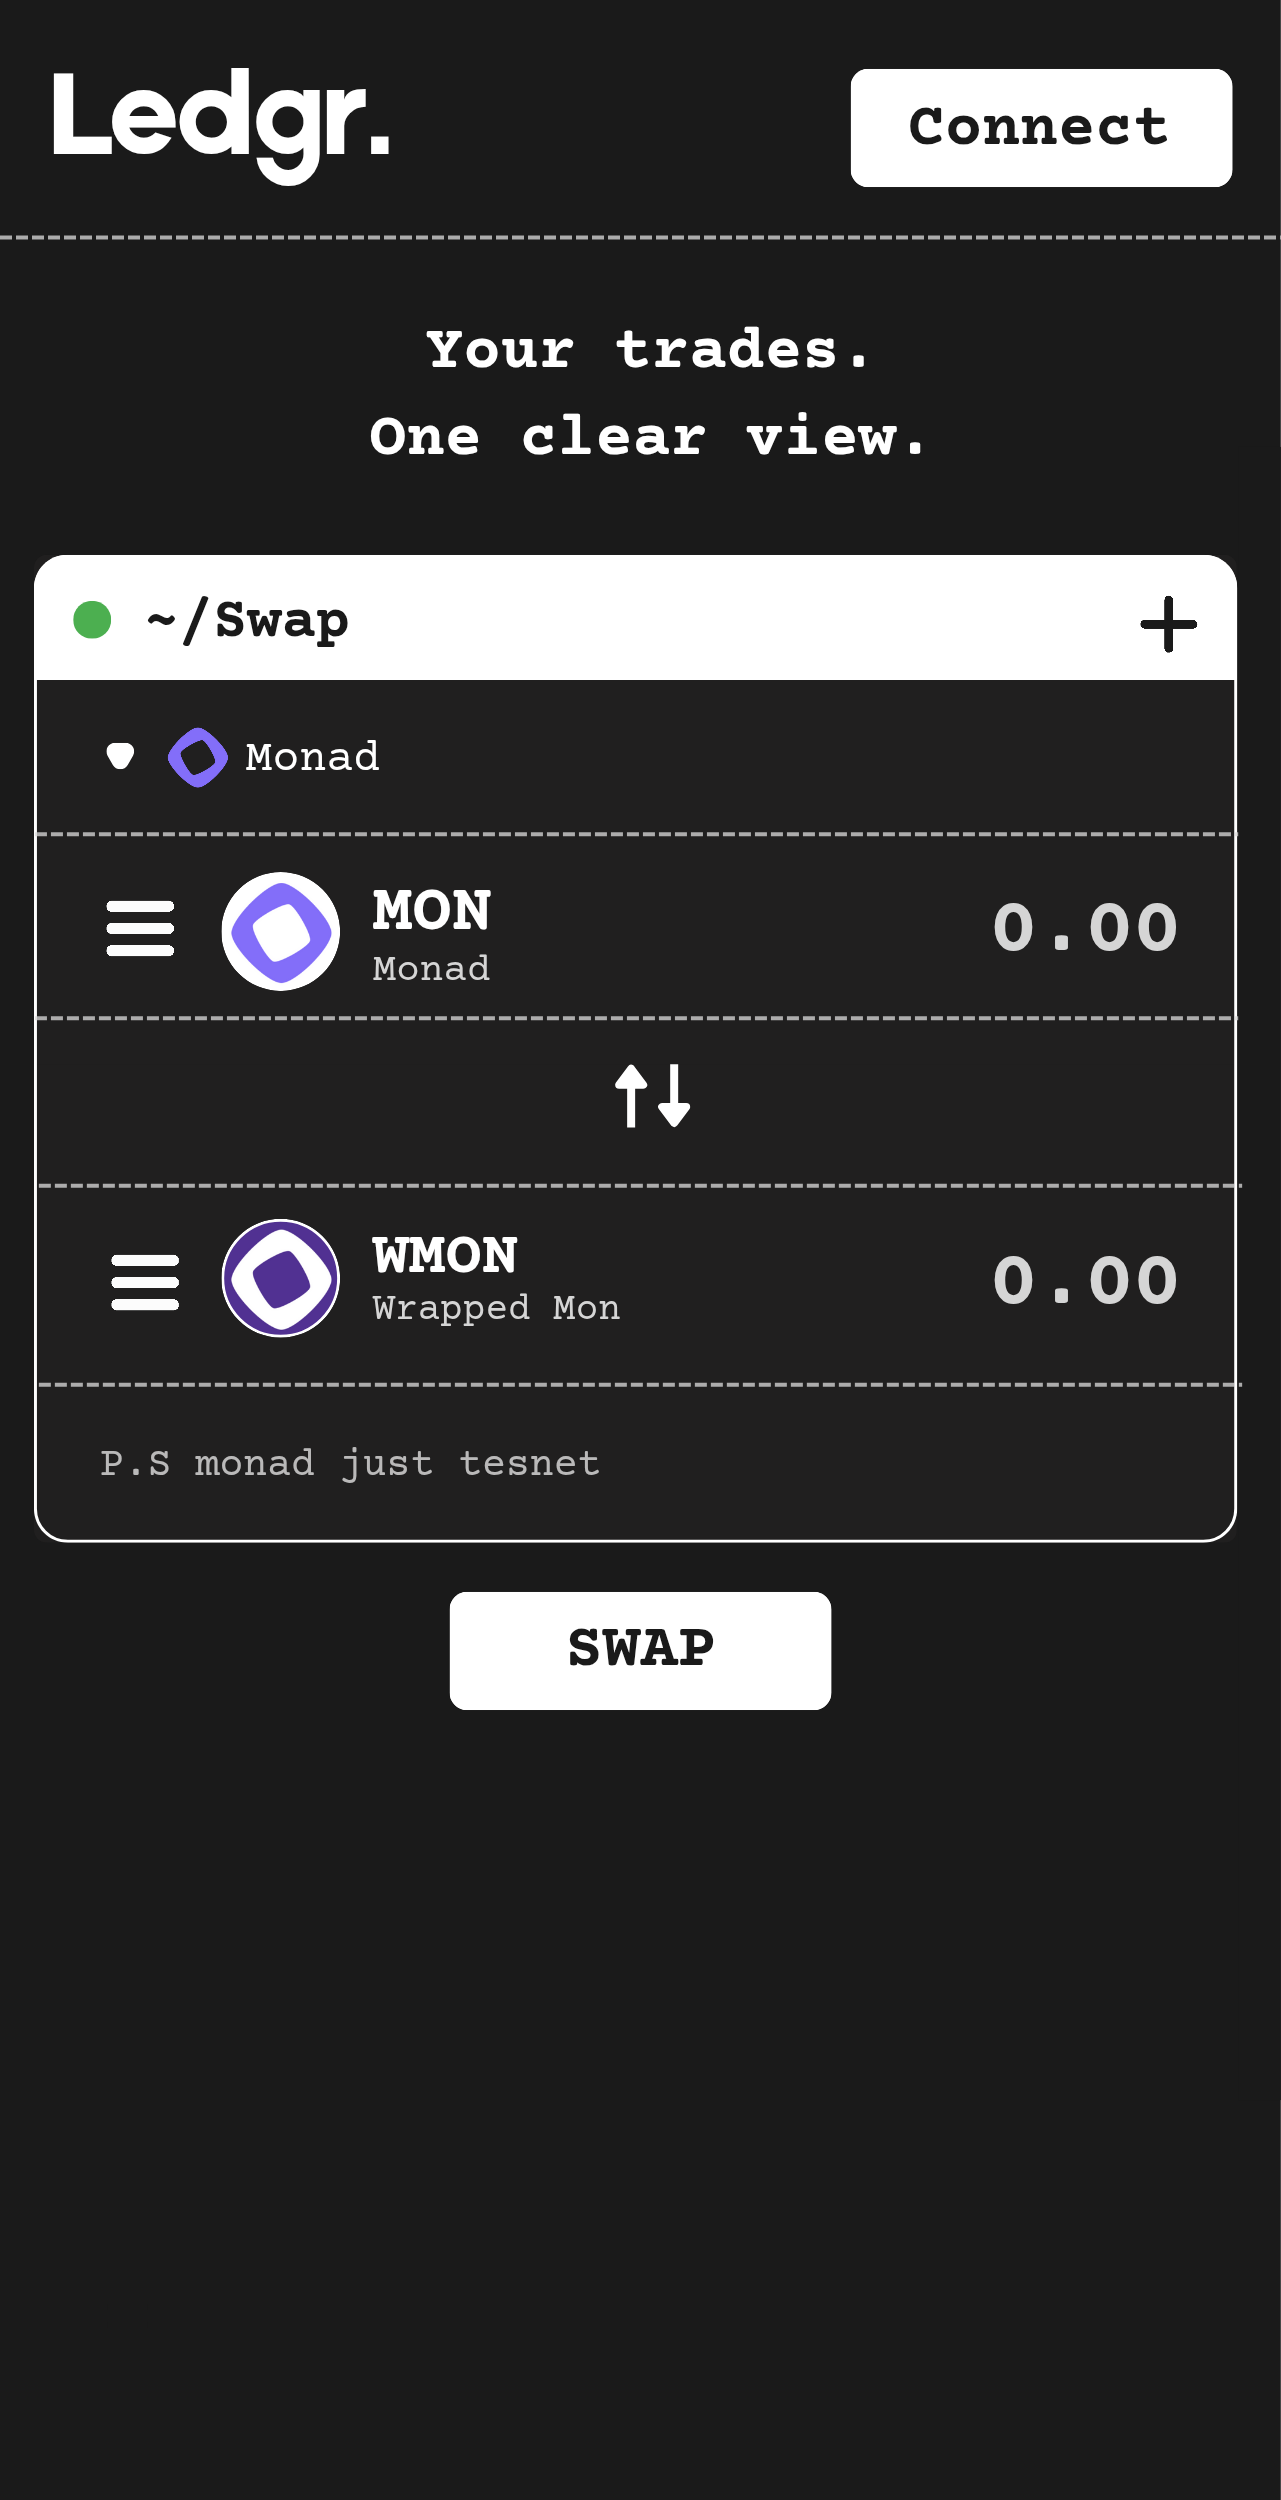 Ledgr.
Connect
Your trades.
One clear view.
~/Swap
Monad
MON
Monad
0.00
WMON
Wrapped Mon
0.00
P.S monad just tesnet
SWAP